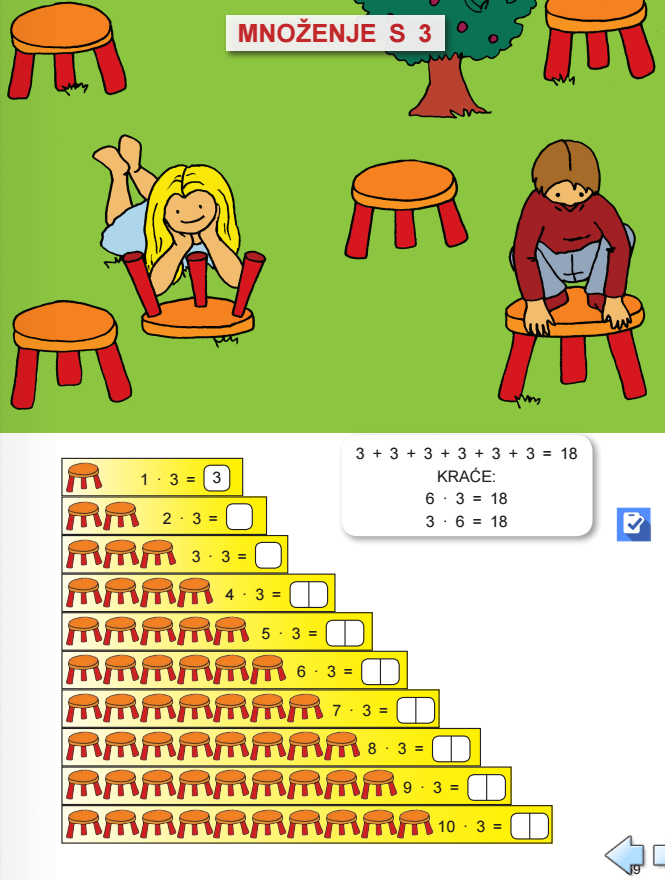 MNOŽENJE S 3
3 + 3 + 3 + 3 + 3 + 3 = 18
KRAĆE:
6 · 3 = 18
3 · 6 = 18
1 · 3 = 3
2 · 3 =
3 · 3 =
4 · 3 =
5 · 3 =
6 · 3 =
7 · 3 =
8 · 3 =
9 · 3 =
10 · 3 =